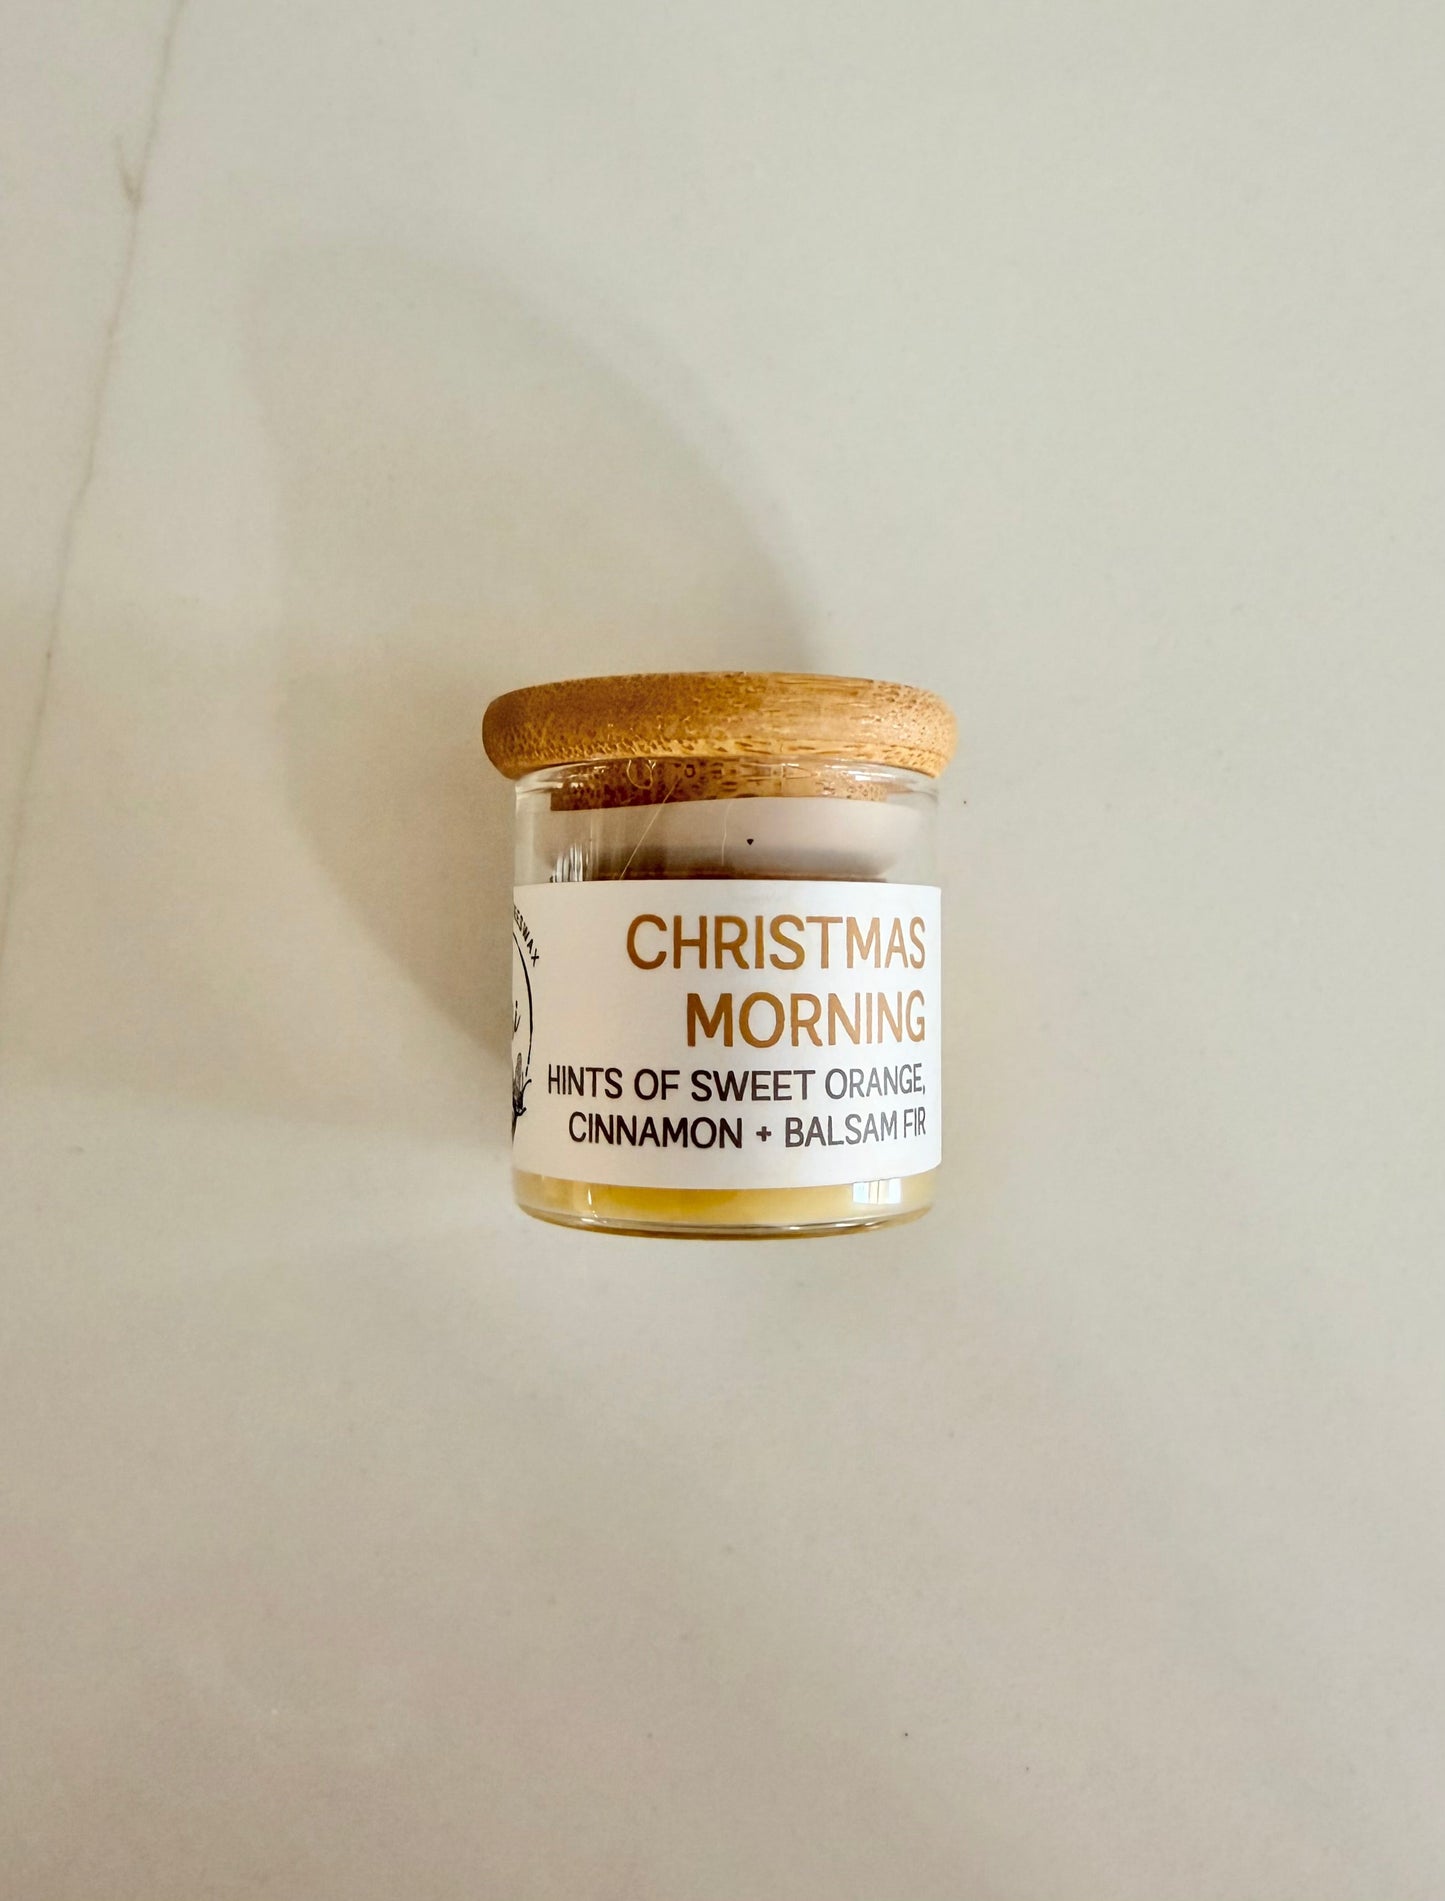 CHRISTMAS
MORNING
HINTS OF SWEET ORANGE,
CINNAMON + BALSAM FIR